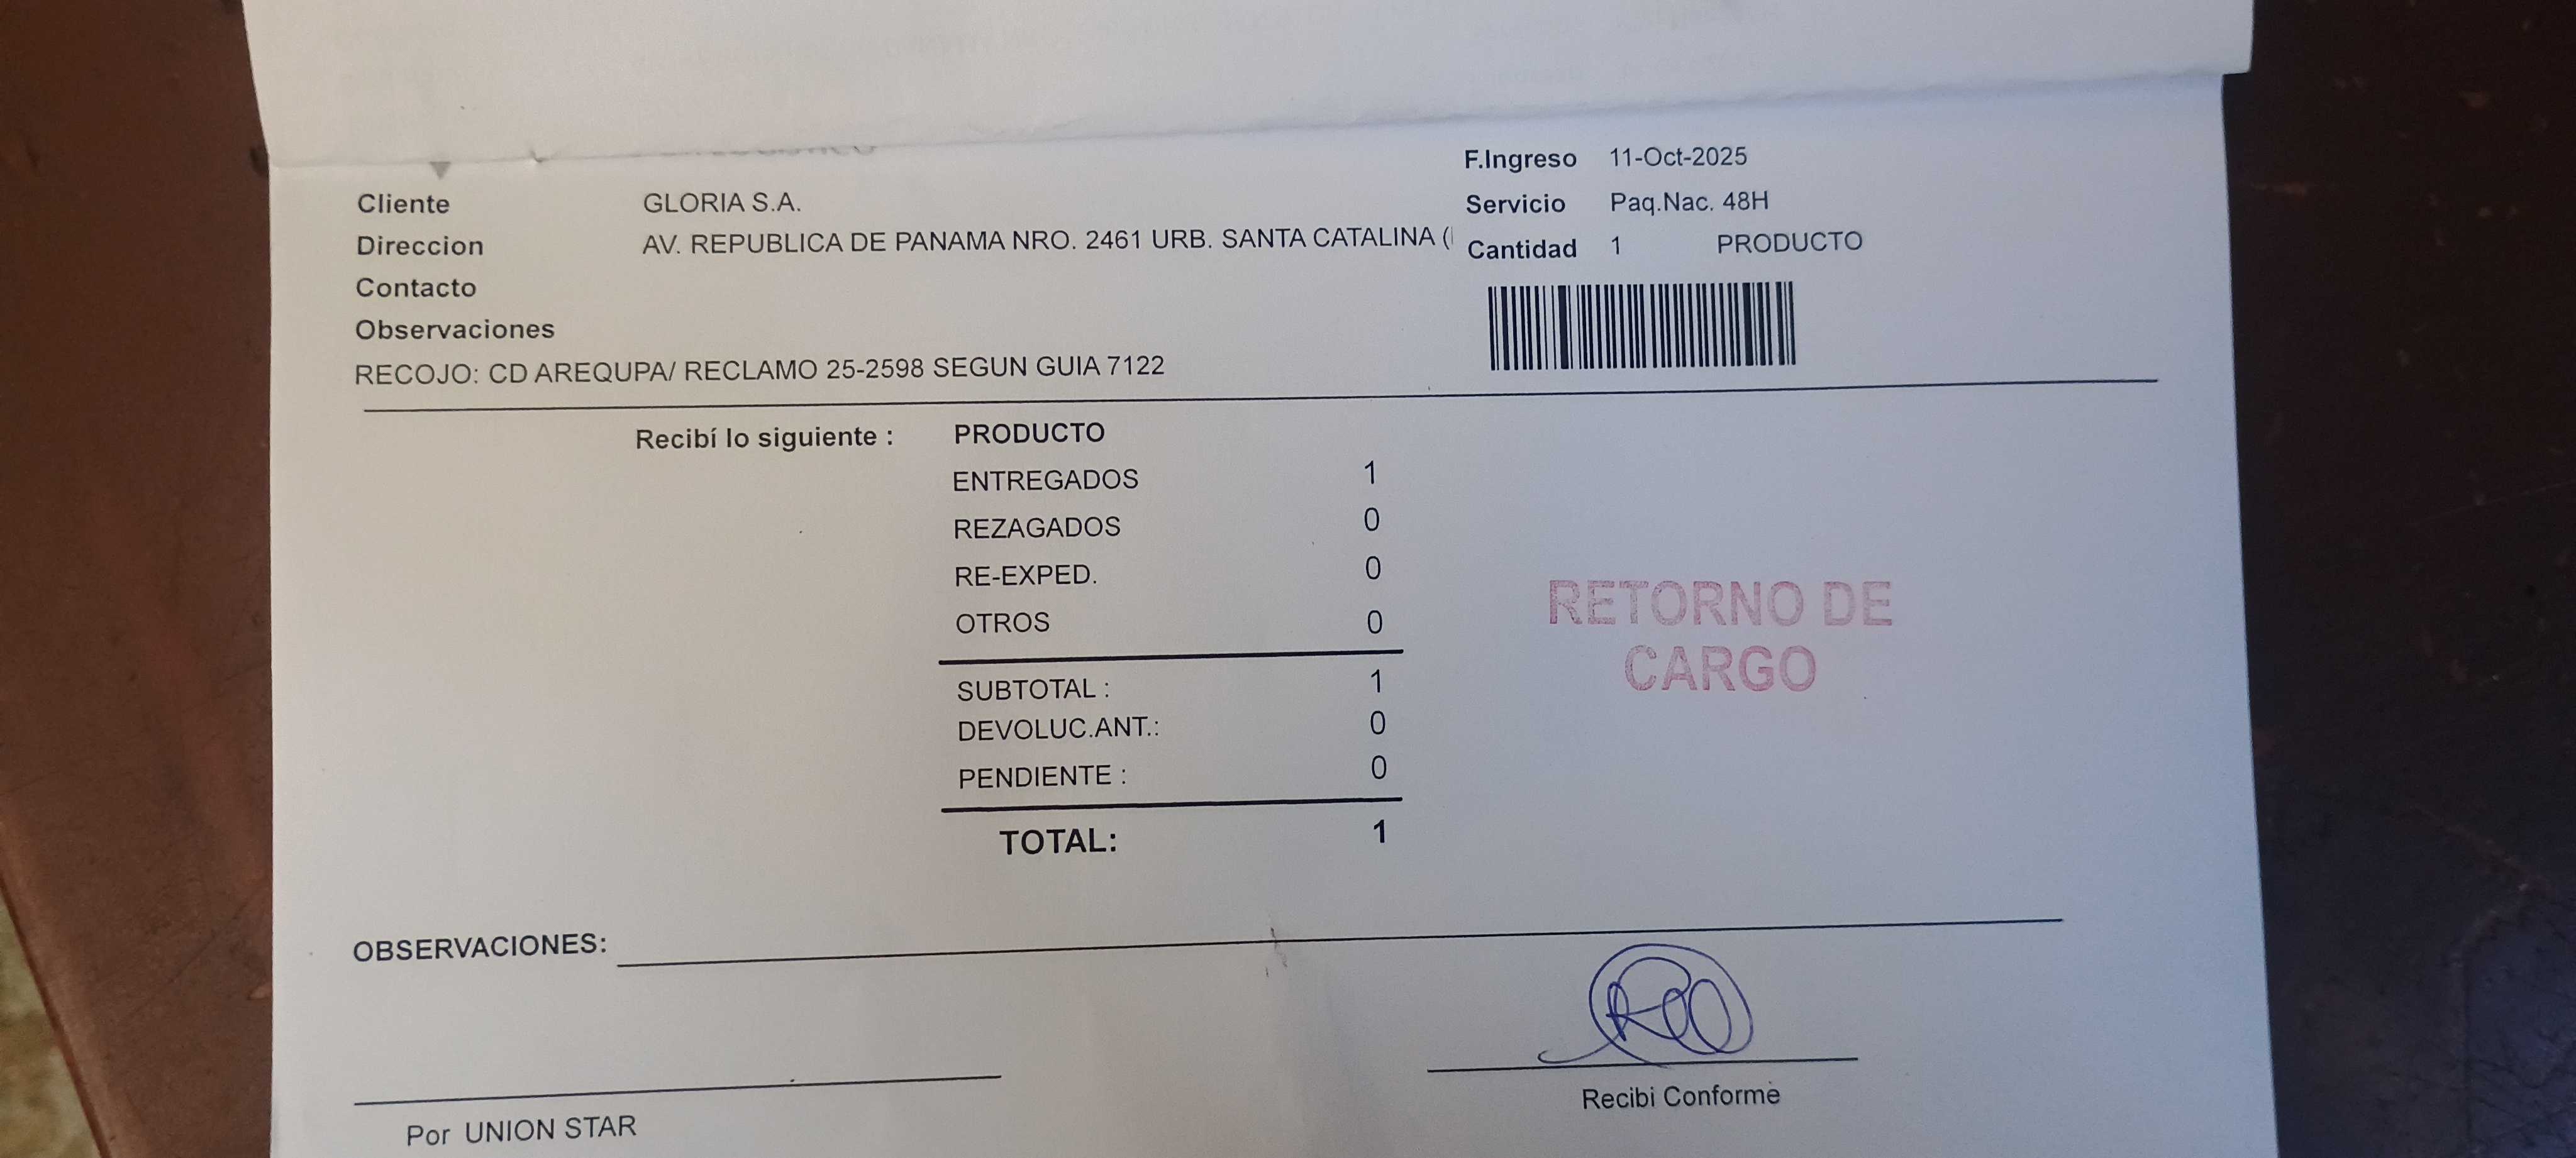 F.Ingreso 11-Oct-2025
Cliente GLORIA S.A.
Servicio Paq.Nac. 48H
Direccion AV. REPUBLICA DE PANAMA NRO. 2461 URB. SANTA CATALINA (
Cantidad 1 PRODUCTO
Contacto
Observaciones
RECOJO: CD AREQUPA/ RECLAMO 25-2598 SEGUN GUIA 7122
Recibí lo siguiente : PRODUCTO
ENTREGADOS 1
REZAGADOS 0
RE-EXPED. 0
OTROS 0
RETORNO DE
CARGO
SUBTOTAL : 1
DEVOLUC.ANT.: 0
PENDIENTE : 0
TOTAL: 1
OBSERVACIONES:
Recibi Conforme
Por UNION STAR